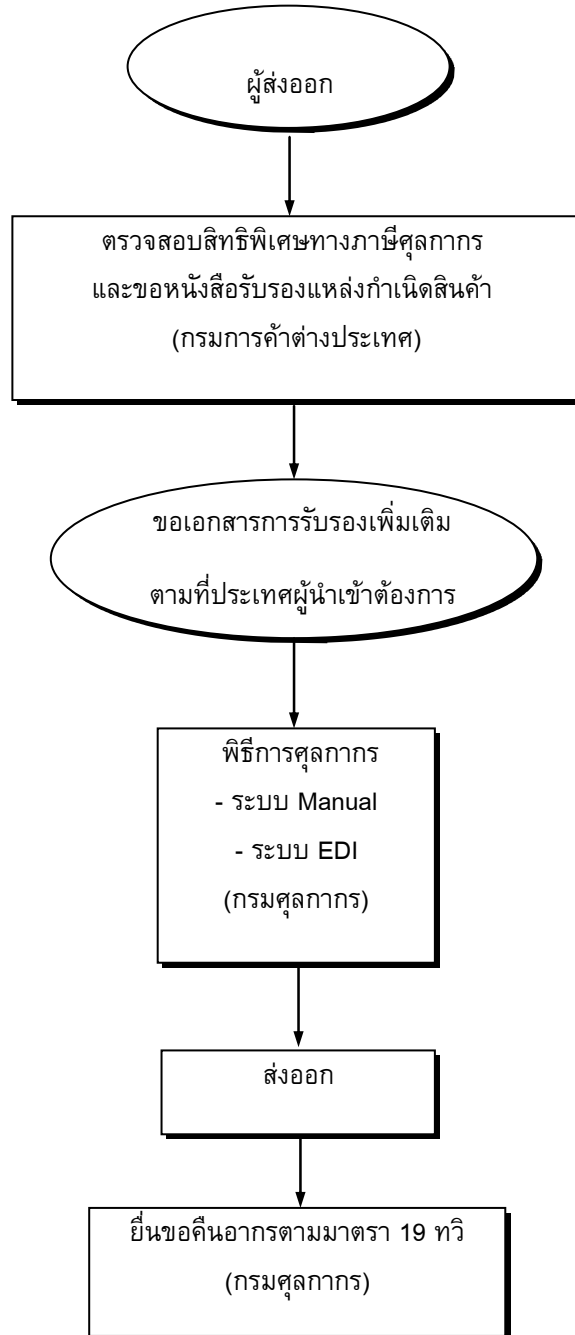 ผู้ส่งออก
ตรวจสอบสิทธิพิเศษทางภาษีศุลกากร
และขอหนังสือรับรองแหล่งกำเนิดสินค้า
(กรมการค้าต่างประเทศ)
ขอเอกสารการรับรองเพิ่มเติม
ตามที่ประเทศผู้นำเข้าต้องการ
พิธีการศุลกากร
- ระบบ Manual
- ระบบ EDI
(กรมศุลกากร)
ส่งออก
ยื่นขอคืนอากรตามมาตรา 19 ทวิ
(กรมศุลกากร)